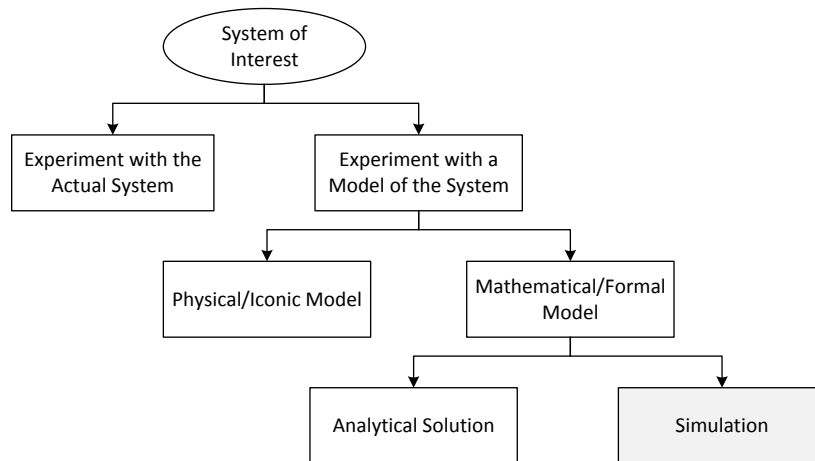 System of
Interest
Experiment with the
Actual System
Experiment with a
Model of the System
Physical/Iconic Model
Mathematical/Formal
Model
Analytical Solution
Simulation